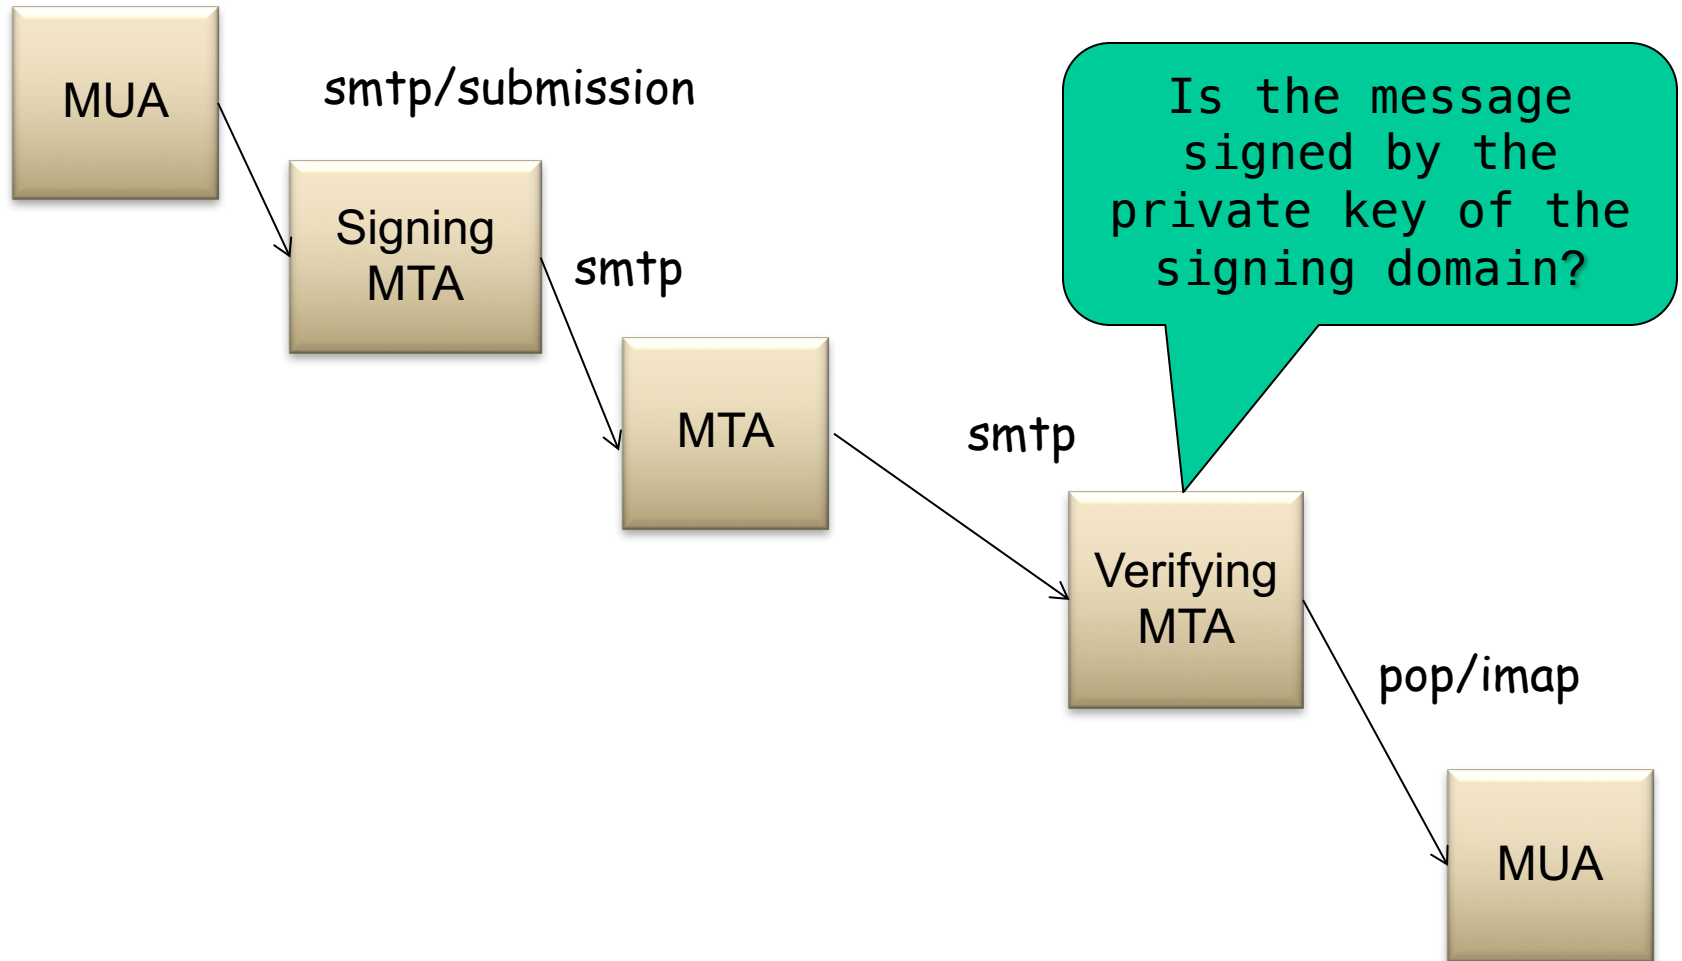 MUA
smtp/submission
Signing
MTA
smtp
Is the message
signed by the
private key of the
signing domain?
MTA
smtp
Verifying
MTA
pop/imap
MUA